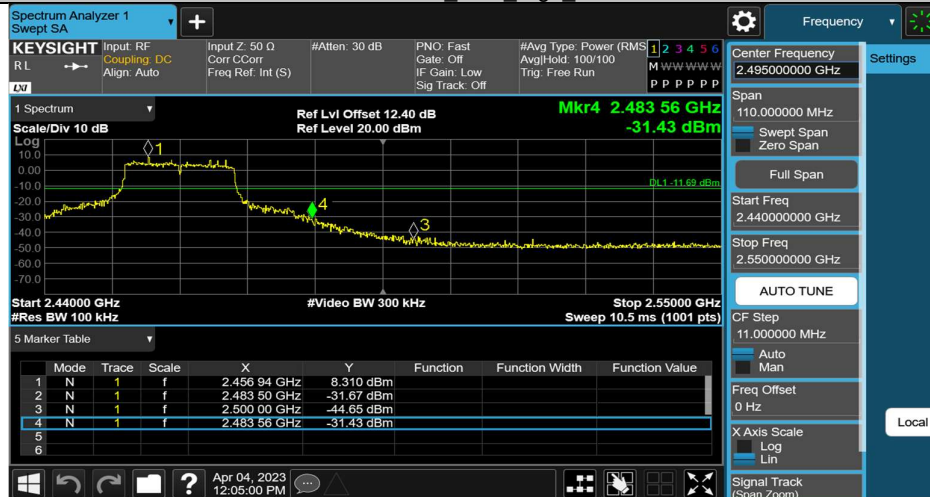 Spectrum Analyzer 1
Swept SA
+
Frequency
KEYSIGHT
RL
LXI
Input: RF
Coupling: DC
Align: Auto
Input Z: 50 Ω
Corr CCorr
Freq Ref: Int (S)
#Atten: 30 dB
PNO: Fast
Gate: Off
IF Gain: Low
Sig Track: Off
#Avg Type: Power (RMS
Avg|Hold: 100/100
Trig: Free Run
1 2 3 4 5 6
M W W W W W
P P P P P P
1 Spectrum
Scale/Div 10 dB
Log
Ref Lvl Offset 12.40 dB
Ref Level 20.00 dBm
Mkr4 2.483 56 GHz
-31.43 dBm
10.0
0.00
-10.0
-20.0
-30.0
-40.0
-50.0
-60.0
-70.0
1
4
3
DL1 -11.69 dBm
Start 2.44000 GHz
#Res BW 100 kHz
#Video BW 300 kHz
Stop 2.55000 GHz
Sweep 10.5 ms (1001 pts)
5 Marker Table
Mode Trace Scale X Y Function Function Width Function Value
1 N 1 f 2.456 94 GHz 8.310 dBm
2 N 1 f 2.483 50 GHz -31.67 dBm
3 N 1 f 2.500 00 GHz -44.65 dBm
4 N 1 f 2.483 56 GHz -31.43 dBm
5
6
?
Apr 04, 2023
12:05:00 PM
Center Frequency
2.495000000 GHz
Settings
Span
110.000000 MHz
Swept Span
Zero Span
Full Span
Start Freq
2.440000000 GHz
Stop Freq
2.550000000 GHz
AUTO TUNE
CF Step
11.000000 MHz
Auto
Man
Freq Offset
0 Hz
Local
X Axis Scale
Log
Lin
Signal Track
(Span Zoom)